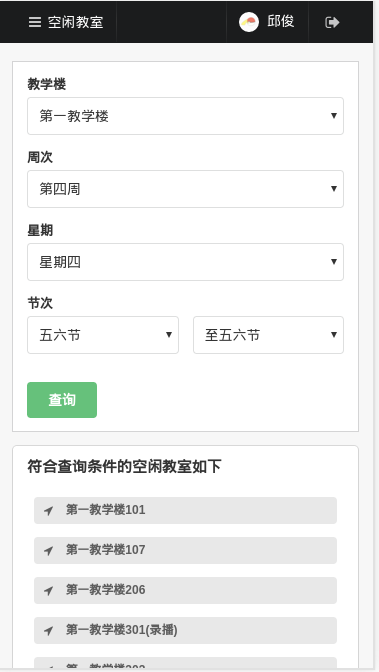 空闲教室 邱俊
教学楼
第一教学楼
周次
第四周
星期
星期四
节次
五六节 至五六节
查询
符合查询条件的空闲教室如下
第一教学楼101
第一教学楼107
第一教学楼206
第一教学楼301(录播)